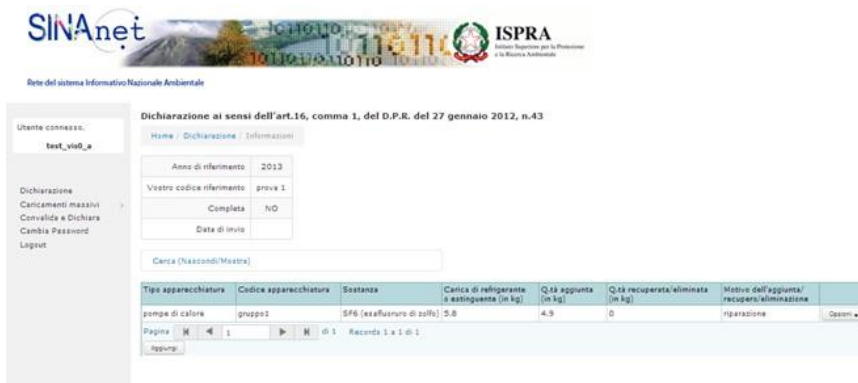 SINAnet
ISPRA
Istituto Superiore per la Protezione
e la Ricerca Ambientale
Rete del sistema Informativo Nazionale Ambientale
Utente connesso.
test_vis0_a
Dichiarazione
Caricamenti massivi
Convalida e Dichiara
Cambia Password
Logout
Dichiarazione ai sensi dell'art.16, comma 1, del D.P.R. del 27 gennaio 2012, n.43
Home / Dichiarazione / Informazioni
Anno di riferimento 2013
Vostro codice riferimento prova 1
Completa NO
Data di invio
Cerca (Nascondi/Mostra)
Tipo apparecchiatura Codice apparecchiatura Sostanza Carica di refrigerante o estinguente (in kg) Q.tà aggiunta (in kg) Q.tà recuperata/eliminata (in kg) Motivo dell'aggiunta/recupero/eliminazione
pompe di calore gruppo1 SF6 (esafluoruro di zolfo) 5.8 4.9 0 riparazione Opzioni
Pagina 1 di 1 Records 1 a 1 di 1
Aggiungi